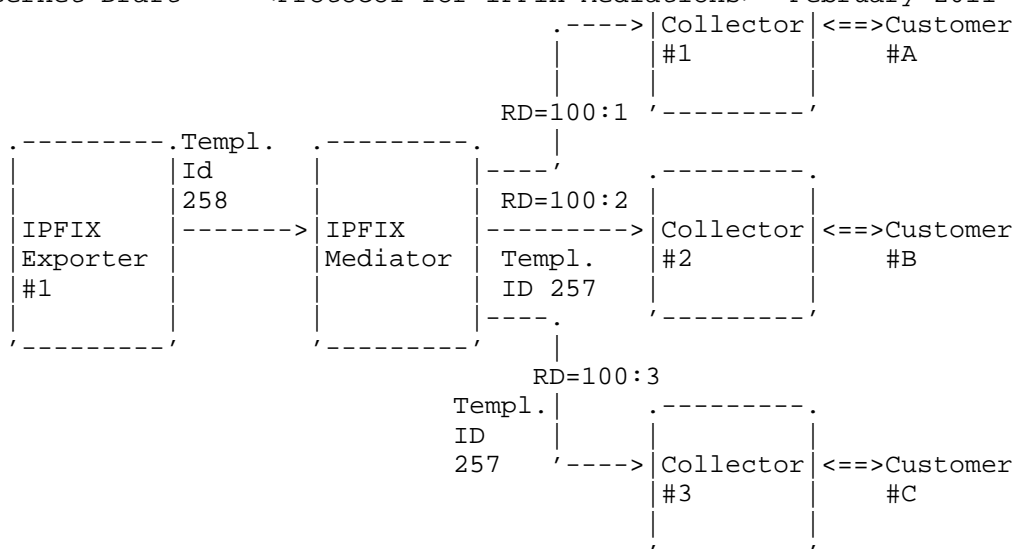 ernet-Draft <Protocol for IPFIX Mediations> February 2011
.---->|Collector|<==>Customer
| |#1 | #A
| | |
RD=100:1 '---------'
.---------.Templ. .---------. |
| |Id | |----' .---------.
| |258 | | RD=100:2 | |
|IPFIX |------->|IPFIX |--------->|Collector|<==>Customer
|Exporter | |Mediator | Templ. |#2 | #B
|#1 | | | ID 257 | |
| | | |----. '---------'
'---------' '---------' |
RD=100:3
Templ.| .---------.
ID | | |
257 '---->|Collector|<==>Customer
|#3 | #C
| |